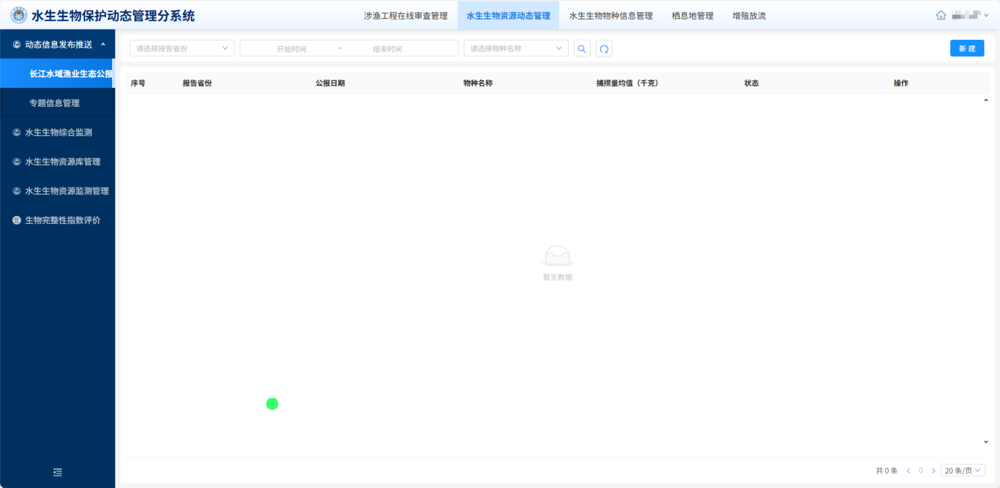 水生生物保护动态管理分系统
涉渔工程在线审查管理 水生生物资源动态管理 水生生物物种信息管理 栖息地管理 增殖放流
动态信息发布推送
长江水域渔业生态公报
专题信息管理
水生生物综合监测
水生生物资源库管理
水生生物资源监测管理
生物完整性指数评价
请选择报告省份 开始时间 ~ 结束时间 请选择物种名称 新建
序号 报告省份 公报日期 物种名称 捕捞量均值（千克） 状态 操作
暂无数据
共 0 条 < 0 > 20 条/页